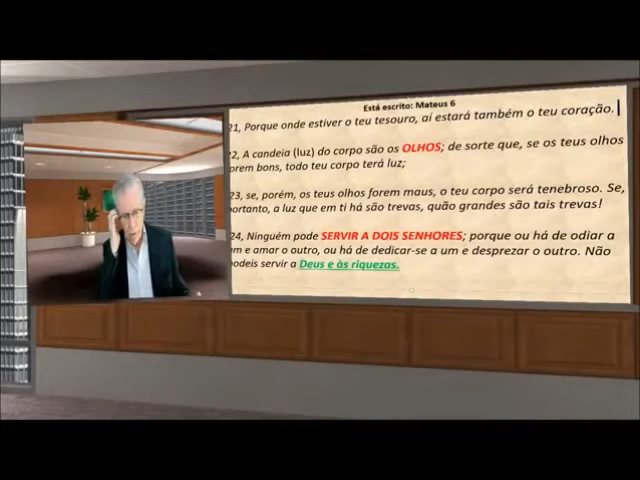 Está escrito: Mateus 6
21, Porque onde estiver o teu tesouro, aí estará também o teu coração.
2, A candeia (luz) do corpo são os OLHOS; de sorte que, se os teus olhos
orem bons, todo teu corpo terá luz;
23, se, porém, os teus olhos forem maus, o teu corpo será tenebroso. Se,
ortanto, a luz que em ti há são trevas, quão grandes são tais trevas!
24, Ninguém pode SERVIR A DOIS SENHORES; porque ou há de odiar a
m e amar o outro, ou há de dedicar-se a um e desprezar o outro. Não
odeis servir a Deus e às riquezas.